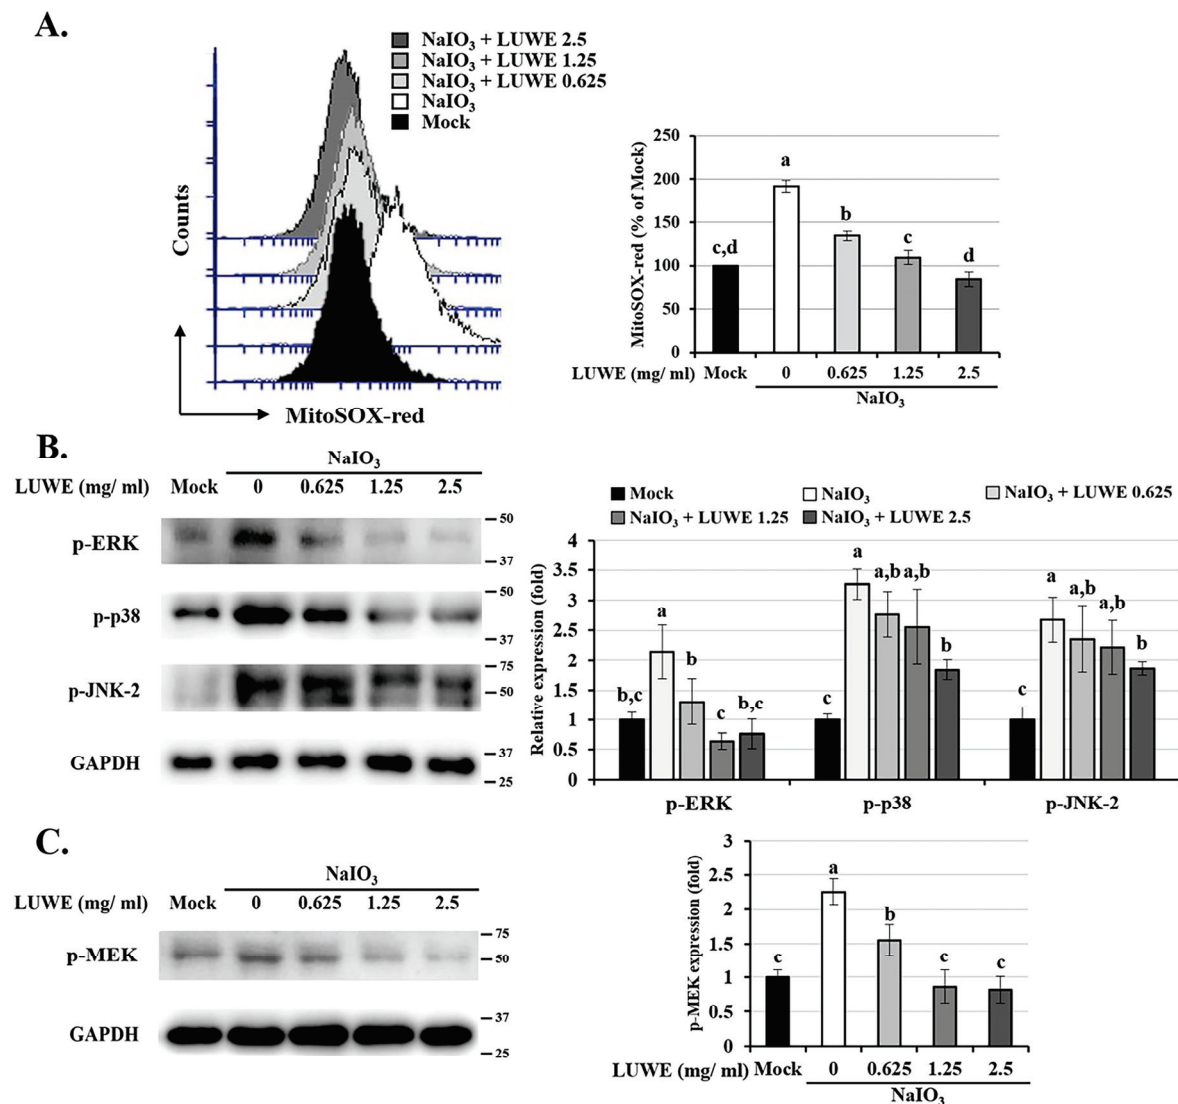 A.
NaIO3 + LUWE 2.5
NaIO3 + LUWE 1.25
NaIO3 + LUWE 0.625
NaIO3
Mock
Counts
MitoSOX-red
MitoSOX-red (% of Mock)
250
200
150
100
50
0
c,d
a
b
c
d
LUWE (mg/ ml) Mock 0 0.625 1.25 2.5
NaIO3
B.
NaIO3
LUWE (mg/ ml) Mock 0 0.625 1.25 2.5
p-ERK
50
37
p-p38
50
37
p-JNK-2
75
50
GAPDH
37
25
Mock NaIO3 NaIO3 + LUWE 0.625
NaIO3 + LUWE 1.25 NaIO3 + LUWE 2.5
Relative expression (fold)
4
3.5
3
2.5
2
1.5
1
0.5
0
b,c a b c b,c
c a a,b a,b b
c a a,b a,b b
p-ERK p-p38 p-JNK-2
C.
NaIO3
LUWE (mg/ ml) Mock 0 0.625 1.25 2.5
p-MEK
75
50
GAPDH
37
25
p-MEK expression (fold)
3
2.5
2
1.5
1
0.5
0
c a b c c
LUWE (mg/ ml) Mock 0 0.625 1.25 2.5
NaIO3